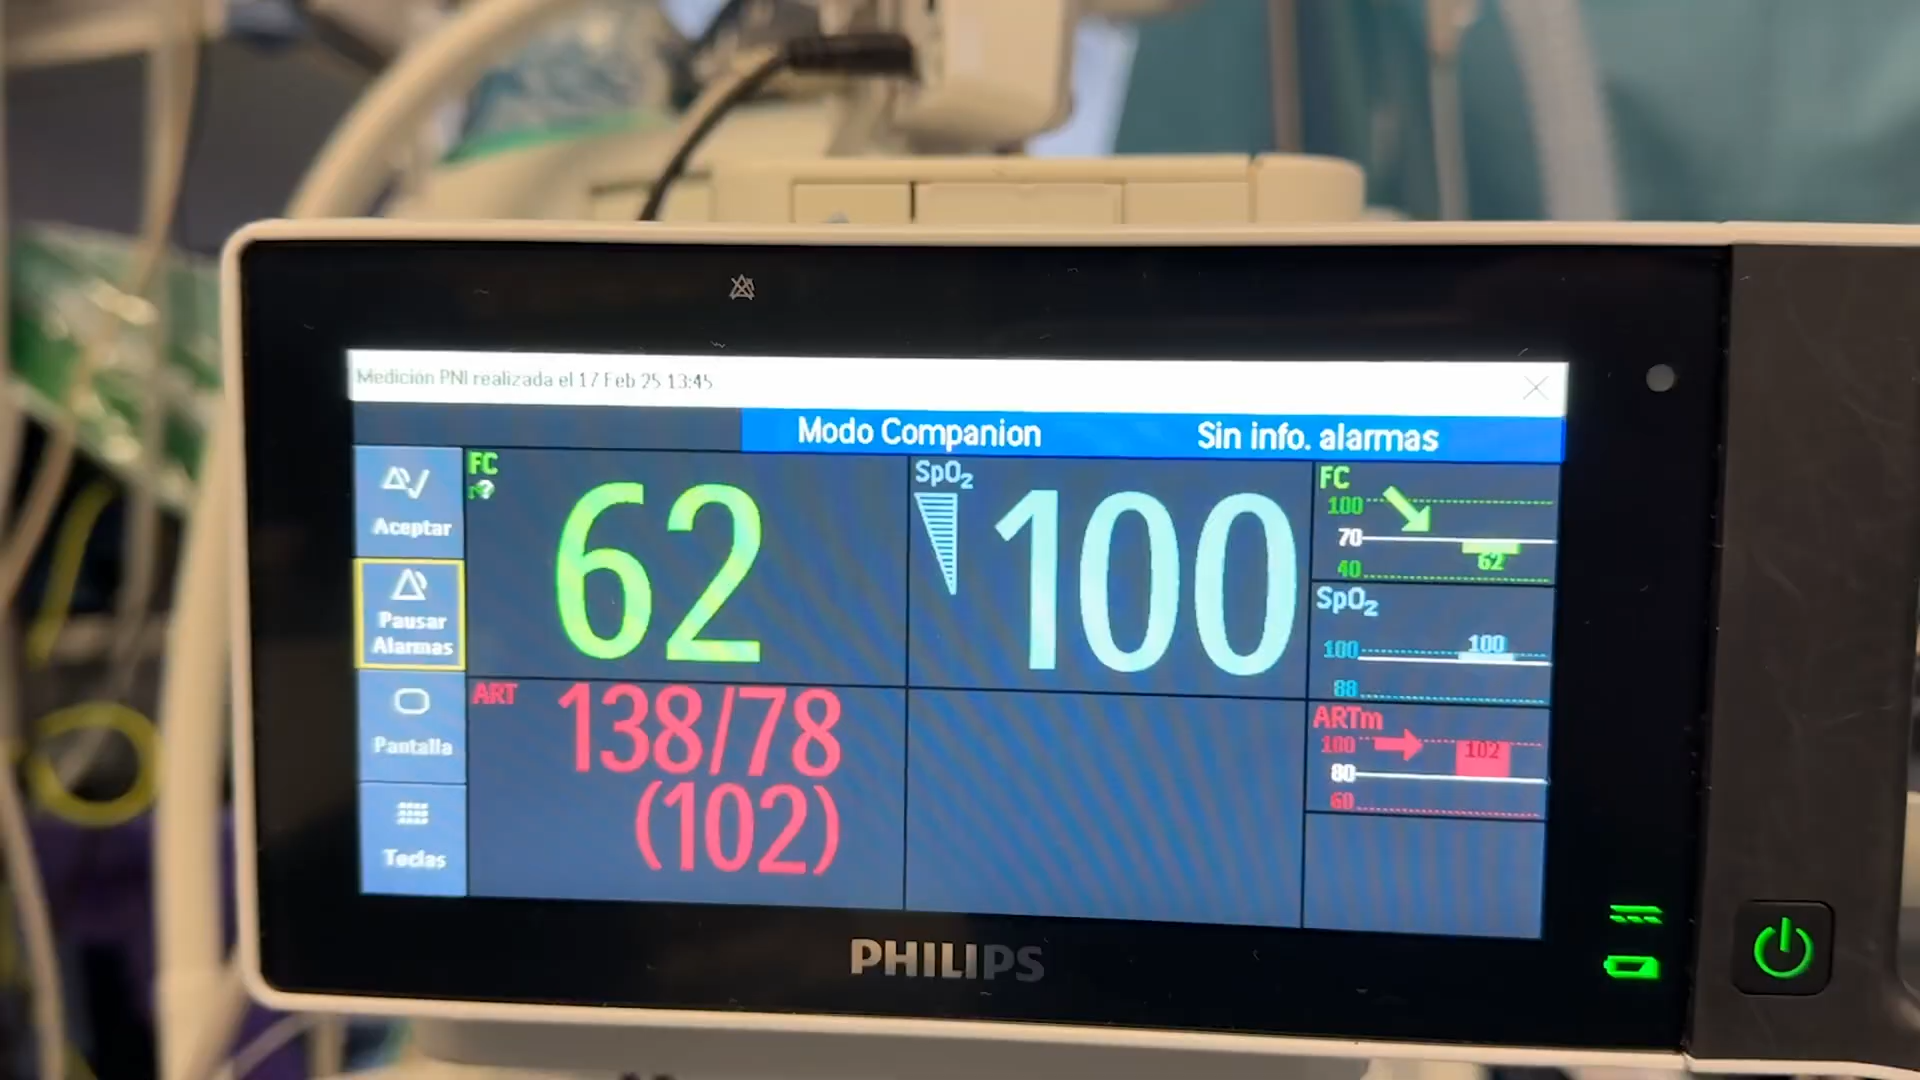 Medición PNI realizada el 17 Feb 25 13:45
Modo Companion Sin info. alarmas
Aceptar
Pausar
Alarmas
Pantalla
Teclas
FC
62
SpO₂
100
ART
138/78
(102)
FC
100
70
40
62
SpO₂
100
88
100
ARTm
100
80
60
102
PHILIPS